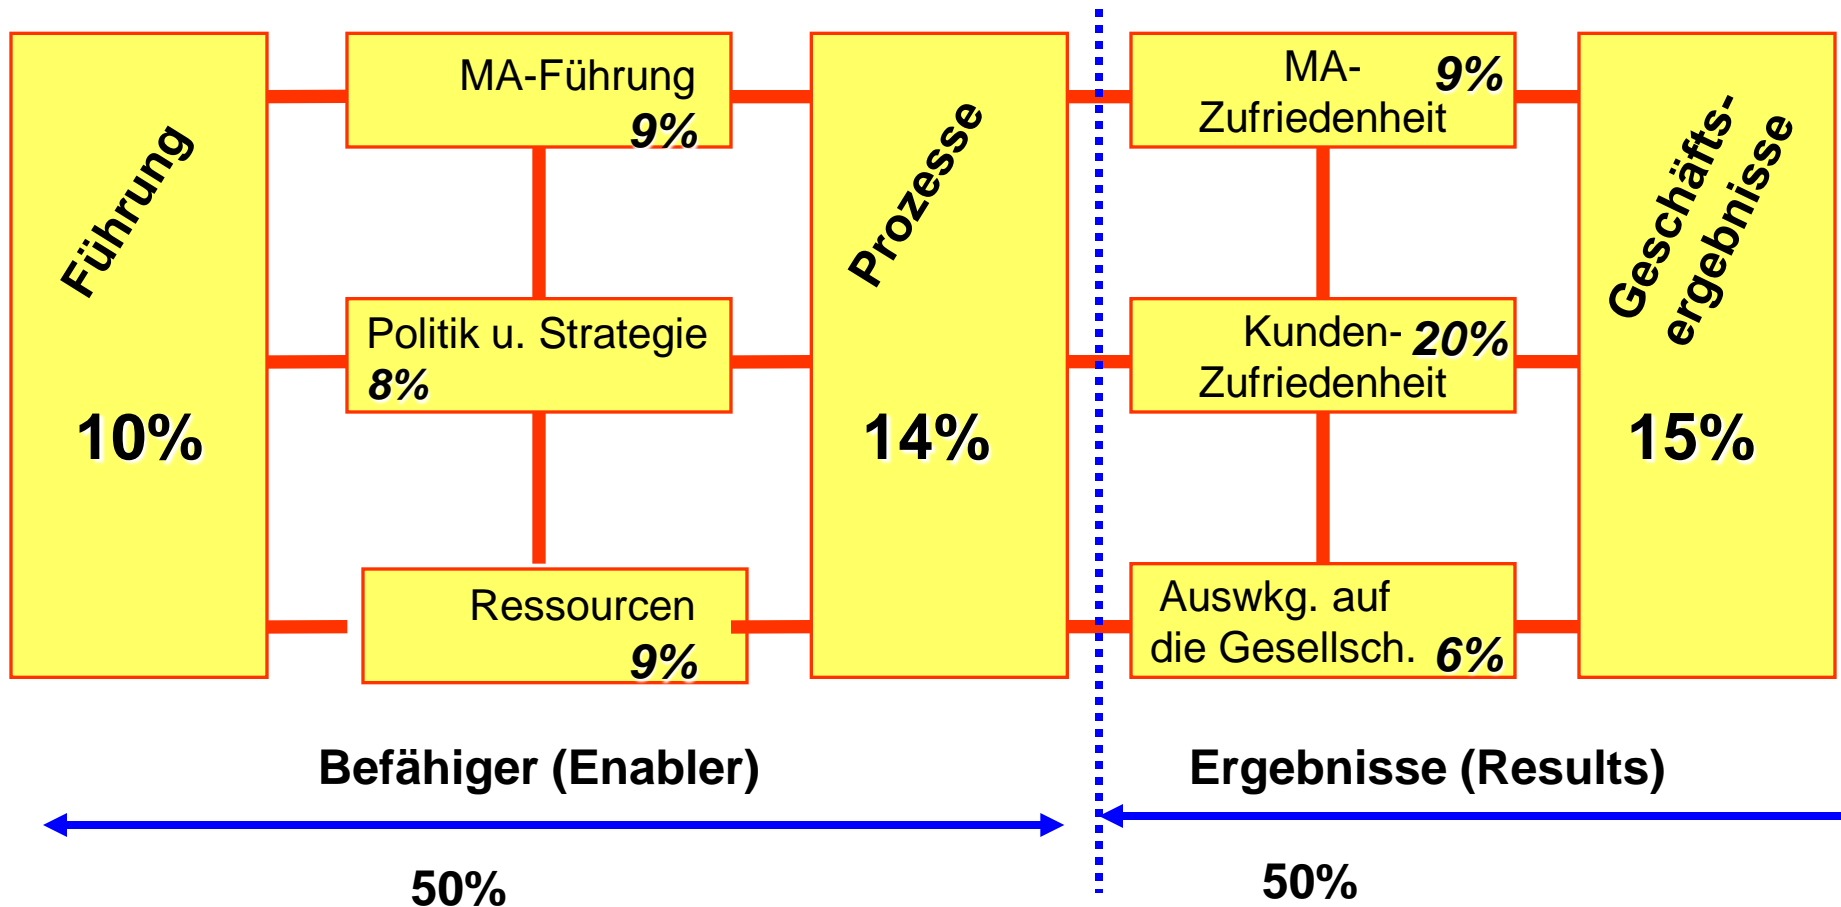 Führung
10%
MA-Führung
9%
Politik u. Strategie
8%
Ressourcen
9%
Prozesse
14%
MA-
Zufriedenheit
9%
Kunden-
Zufriedenheit
20%
Auswkg. auf
die Gesellsch.
6%
Geschäfts-
ergebnisse
15%
Befähiger (Enabler)
50%
Ergebnisse (Results)
50%